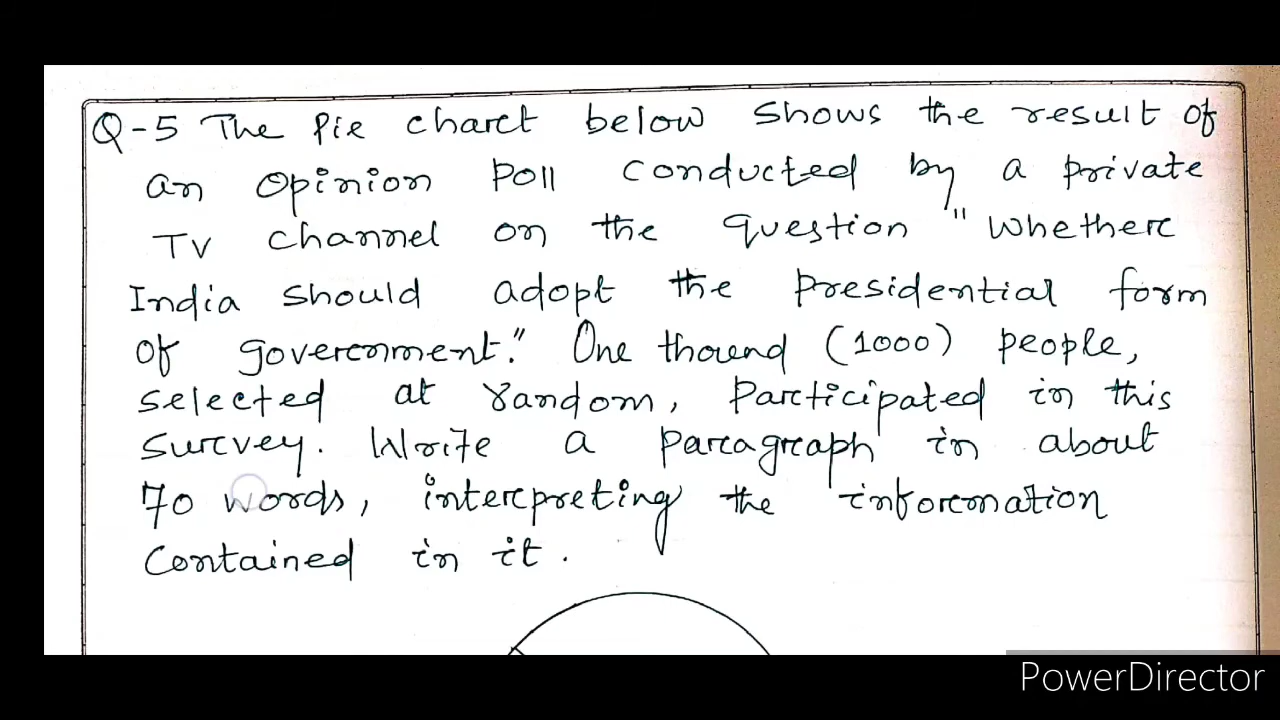 Q-5 The Pie chart below shows the result of
an opinion Poll conducted by a private
TV channel on the question "Whether
India should adopt the presidential form
of government." One thound (1000) people,
selected at random, Participated in this
survey. Write a paragraph in about
70 words, interpreting the information
contained in it.
PowerDirector